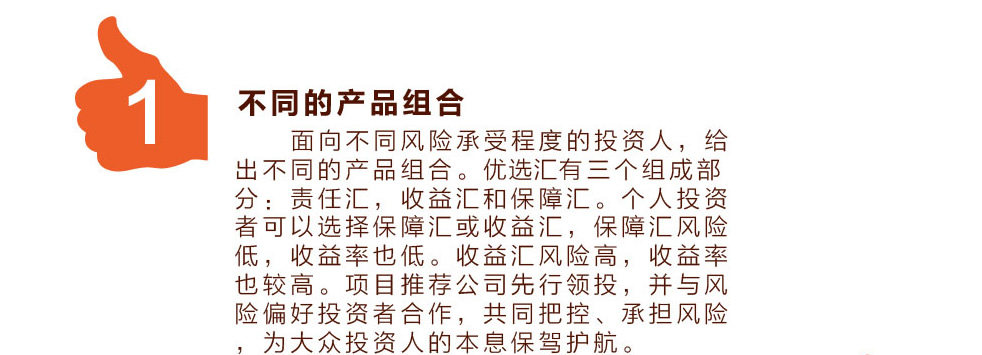 1
不同的产品组合
面向不同风险承受程度的投资人，给
出不同的产品组合。优选汇有三个组成部
分：责任汇，收益汇和保障汇。个人投资
者可以选择保障汇或收益汇，保障汇风险
低，收益率也低。收益汇风险高，收益率
也较高。项目推荐公司先行领投，并与风
险偏好投资者合作，共同把控、承担风险
，为大众投资人的本息保驾护航。